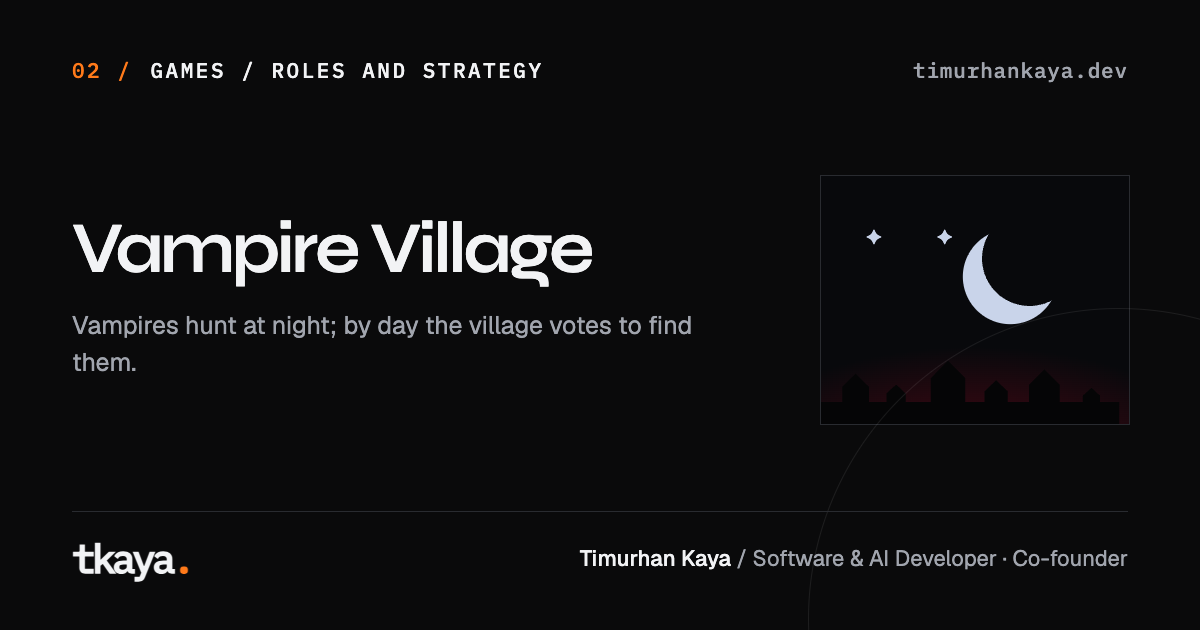 02 / GAMES / ROLES AND STRATEGY
timurhankaya.dev
Vampire Village
Vampires hunt at night; by day the village votes to find
them.
tkaya.
Timurhan Kaya / Software & AI Developer · Co-founder